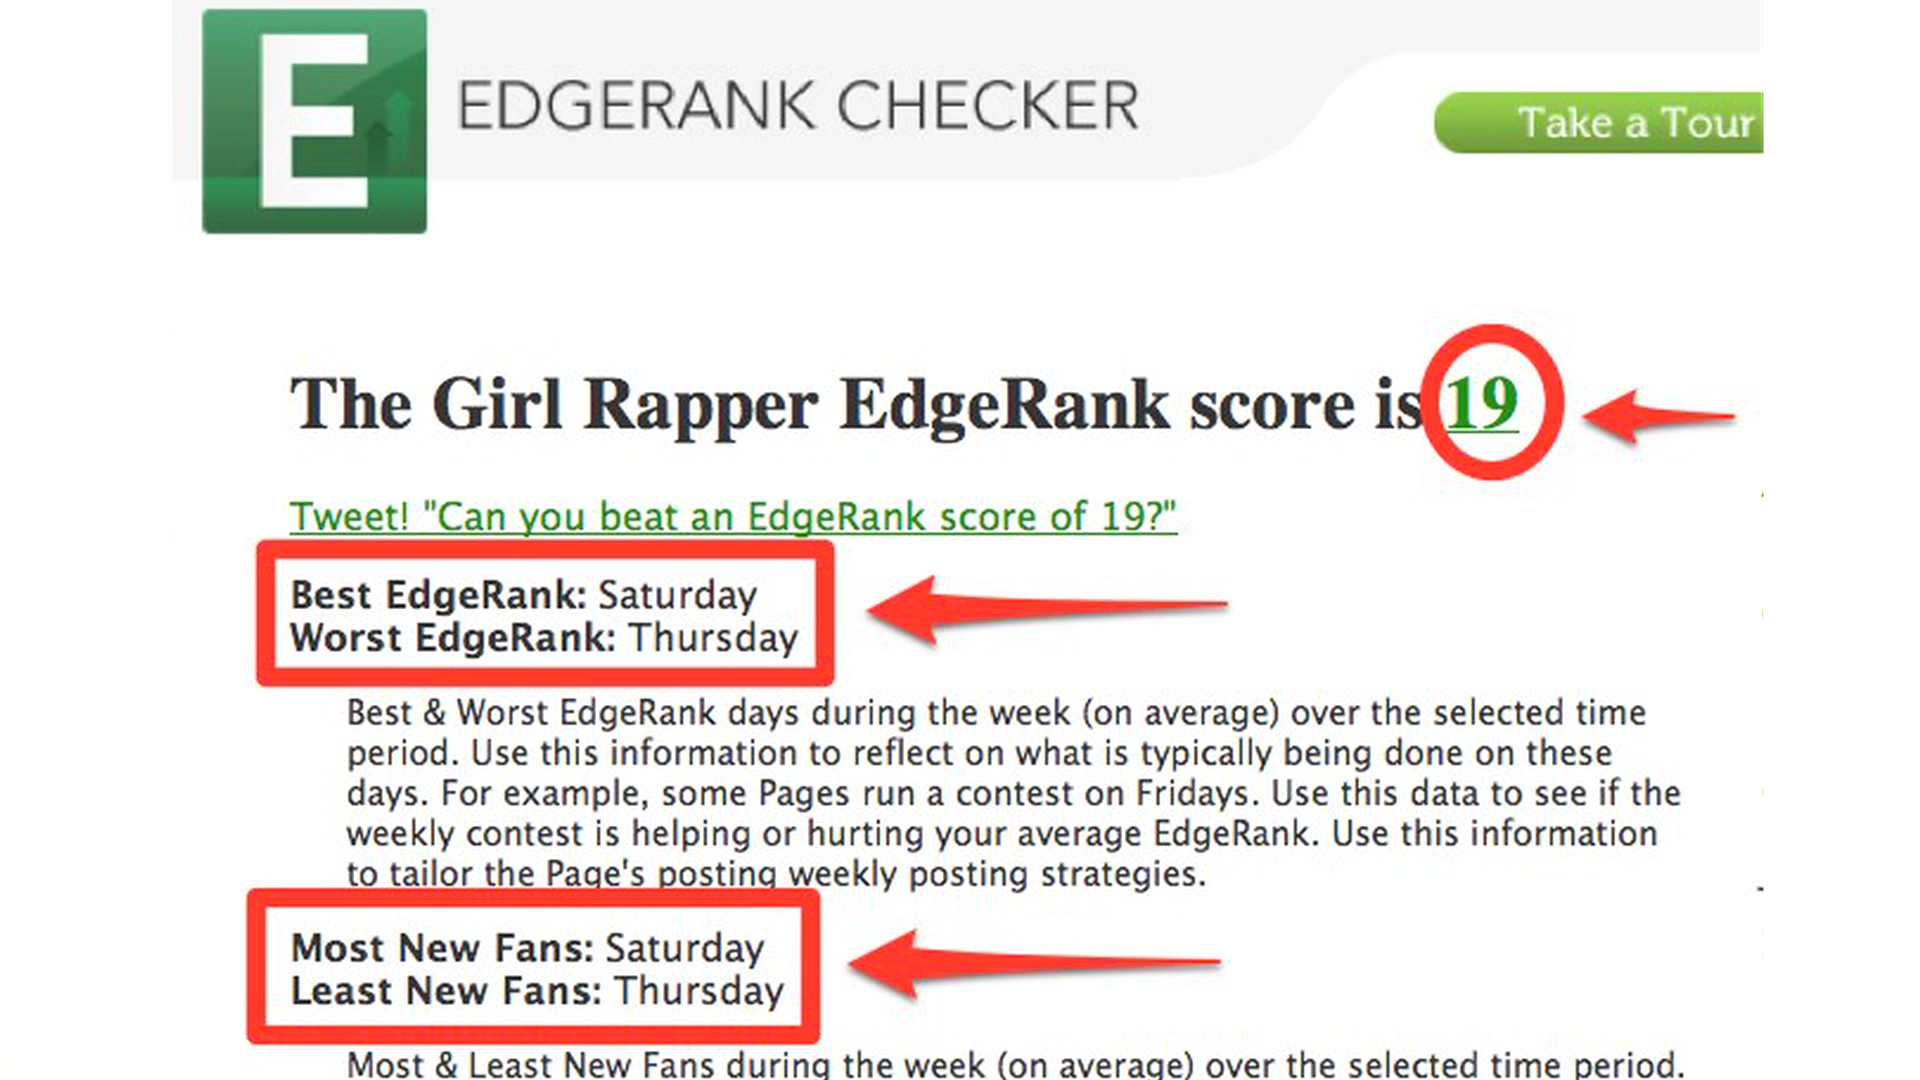 E
EDGERANK CHECKER
Take a Tour
The Girl Rapper EdgeRank score is 19
Tweet! "Can you beat an EdgeRank score of 19?"
Best EdgeRank: Saturday
Worst EdgeRank: Thursday
Best & Worst EdgeRank days during the week (on average) over the selected time
period. Use this information to reflect on what is typically being done on these
days. For example, some Pages run a contest on Fridays. Use this data to see if the
weekly contest is helping or hurting your average EdgeRank. Use this information
to tailor the Page's posting weekly posting strategies.
Most New Fans: Saturday
Least New Fans: Thursday
Most & Least New Fans during the week (on average) over the selected time period.